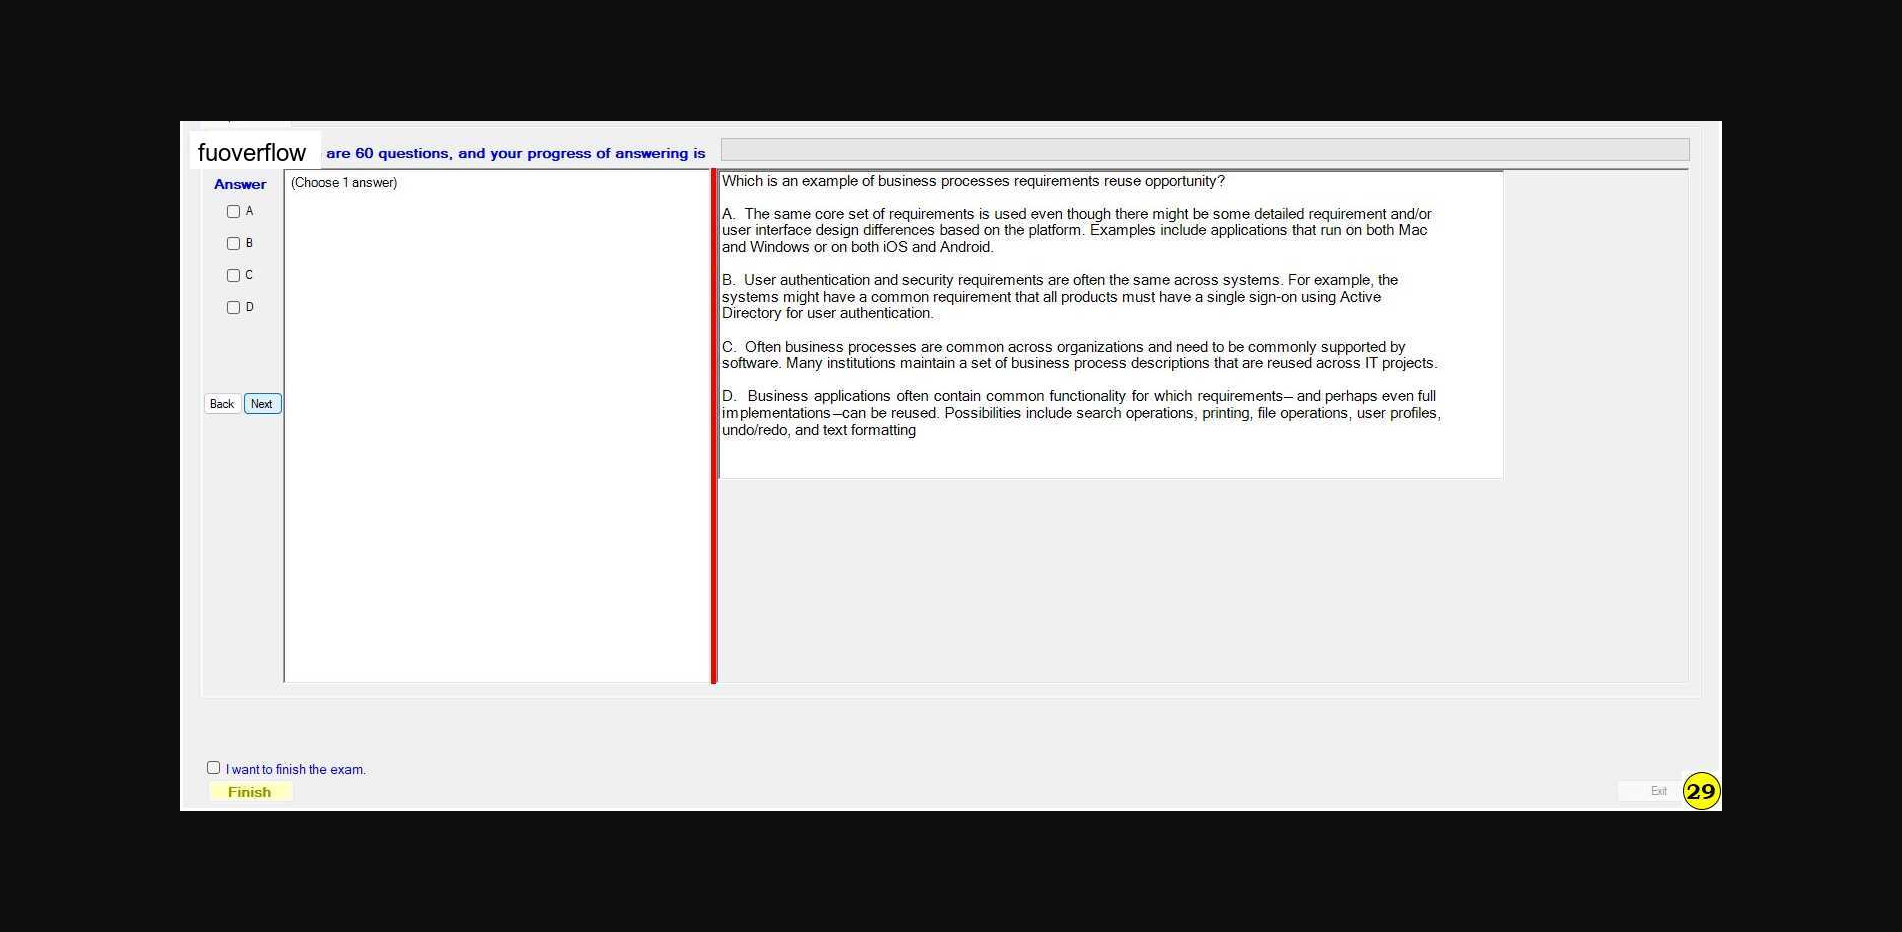 fuoverflow are 60 questions, and your progress of answering is
Answer
A
B
C
D
Back Next
(Choose 1 answer)
Which is an example of business processes requirements reuse opportunity?
A. The same core set of requirements is used even though there might be some detailed requirement and/or
user interface design differences based on the platform. Examples include applications that run on both Mac
and Windows or on both iOS and Android.
B. User authentication and security requirements are often the same across systems. For example, the
systems might have a common requirement that all products must have a single sign-on using Active
Directory for user authentication.
C. Often business processes are common across organizations and need to be commonly supported by
software. Many institutions maintain a set of business process descriptions that are reused across IT projects.
D. Business applications often contain common functionality for which requirements— and perhaps even full
implementations—can be reused. Possibilities include search operations, printing, file operations, user profiles,
undo/redo, and text formatting
I want to finish the exam.
Finish
Exit
29